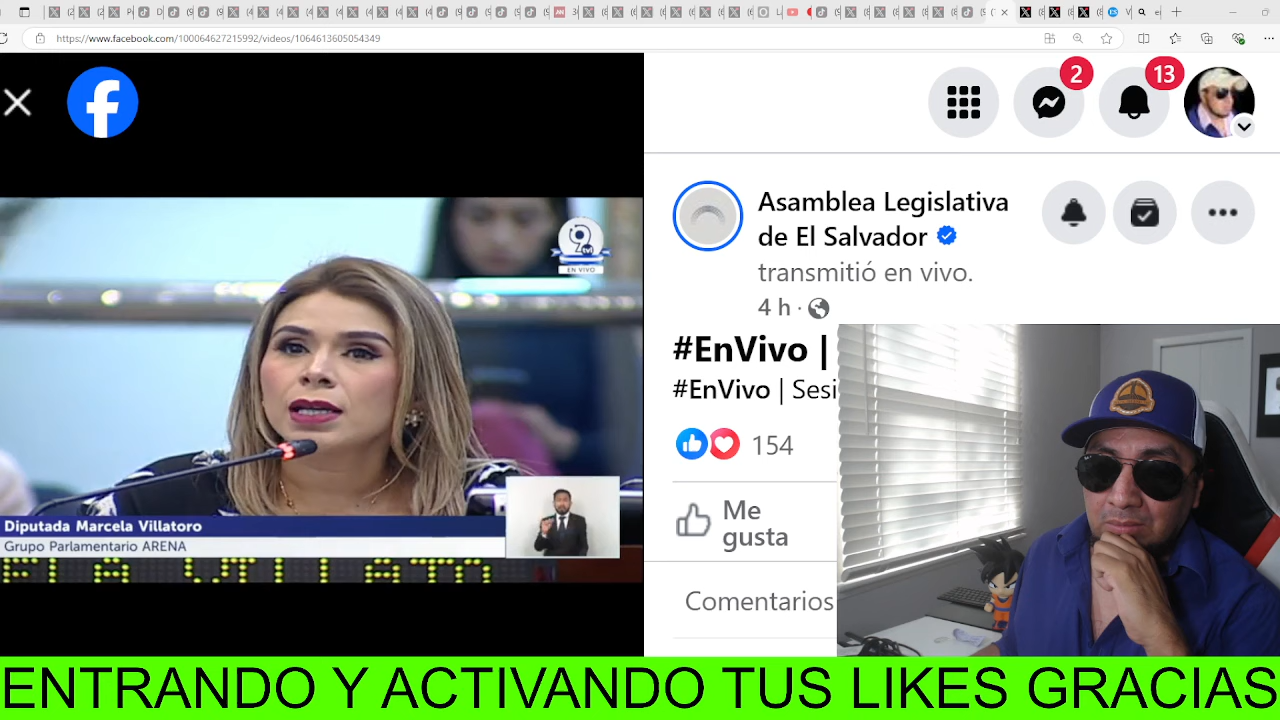 https://www.facebook.com/100064627215992/videos/1064613605054349
2
13
Asamblea Legislativa
de El Salvador
transmitió en vivo.
4 h ·
#EnVivo |
#EnVivo | Sesi
154
Me
gusta
Comentarios
9
tvl
EN VIVO
Diputada Marcela Villatoro
Grupo Parlamentario ARENA
ENTRANDO Y ACTIVANDO TUS LIKES GRACIAS